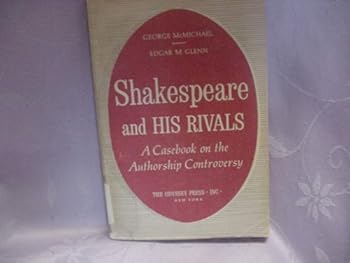 GEORGE McMICHAEL
EDGAR M GLENN
Shakespeare
and HIS RIVALS
A Casebook on the
Authorship Controversy
THE ODYSSEY PRESS · INC ·
NEW YORK